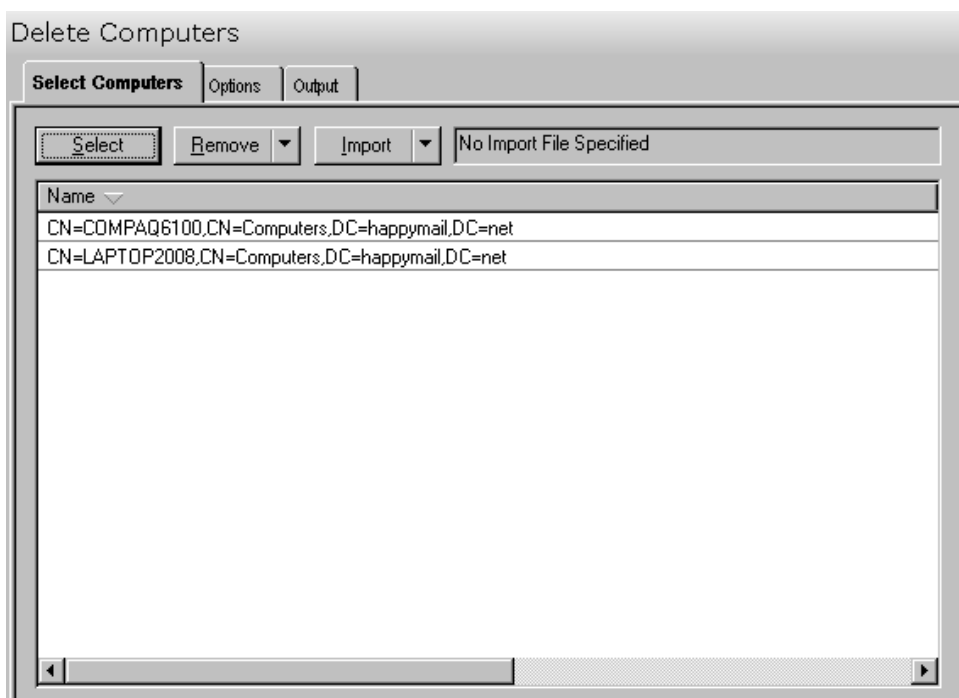 Delete Computers
Select Computers Options Output
Select Remove Import No Import File Specified
Name
CN=COMPAQ6100,CN=Computers,DC=happymail,DC=net
CN=LAPTOP2008,CN=Computers,DC=happymail,DC=net